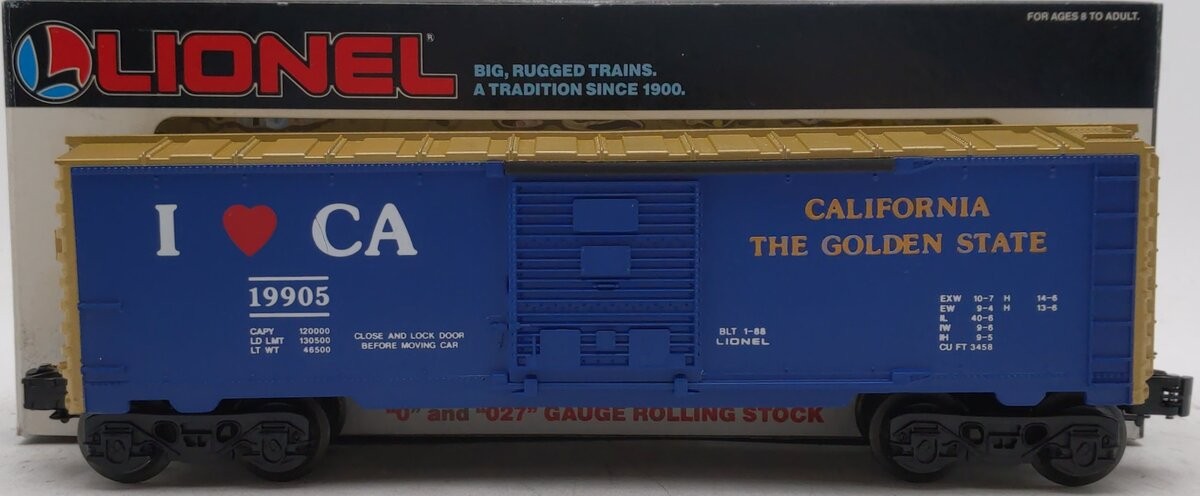 LIONEL®
BIG, RUGGED TRAINS.
A TRADITION SINCE 1900.
FOR AGES 8 TO ADULT.
I ♥ CA
19905
CAPY 120000
LD LMT 130500
LT WT 46500
CLOSE AND LOCK DOOR
BEFORE MOVING CAR
CALIFORNIA
THE GOLDEN STATE
BLT 1-88
LIONEL
EXW 10-7 H 14-6
EW 9-4 H 13-6
IL 40-6
IW 9-6
IH 9-5
CU FT 3458
"0" and "027" GAUGE ROLLING STOCK